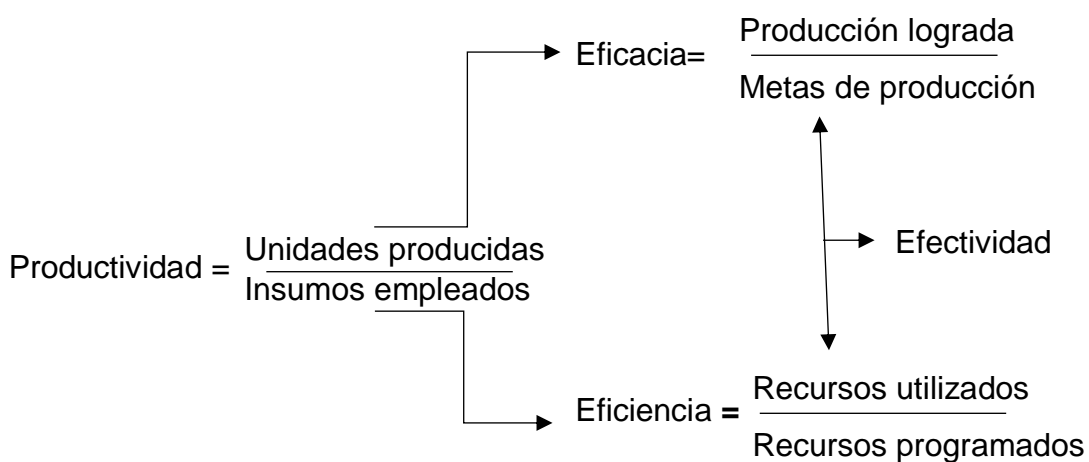 Eficacia= Producción lograda
Metas de producción
Productividad = Unidades producidas
Insumos empleados
Efectividad
Eficiencia = Recursos utilizados
Recursos programados